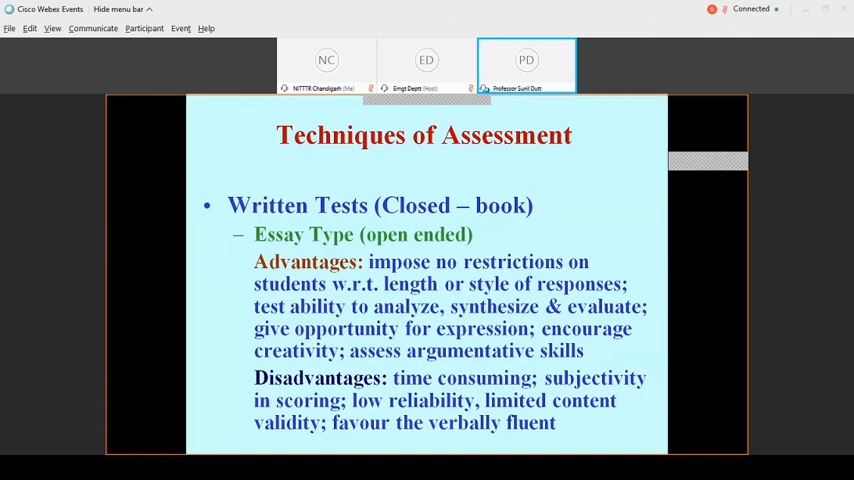 Cisco Webex Events Hide menu bar Connected
File Edit View Communicate Participant Event Help
NC ED PD
NITTTR Chandigarh (Me) Emgt Deptt (Host) Professor Sunil Dutt
Techniques of Assessment
• Written Tests (Closed – book)
– Essay Type (open ended)
Advantages: impose no restrictions on
students w.r.t. length or style of responses;
test ability to analyze, synthesize & evaluate;
give opportunity for expression; encourage
creativity; assess argumentative skills
Disadvantages: time consuming; subjectivity
in scoring; low reliability, limited content
validity; favour the verbally fluent